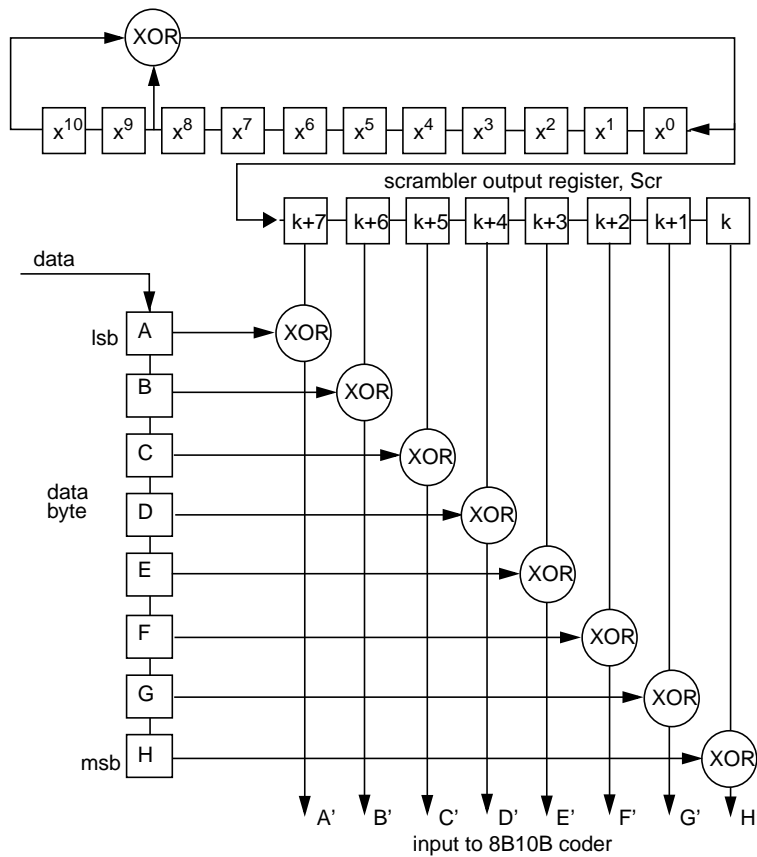 XOR
x10 x9 x8 x7 x6 x5 x4 x3 x2 x1 x0
scrambler output register, Scr
k+7 k+6 k+5 k+4 k+3 k+2 k+1 k
data
lsb A XOR
B XOR
C XOR
data
byte
D XOR
E XOR
F XOR
G XOR
msb H XOR
A’ B’ C’ D’ E’ F’ G’ H
input to 8B10B coder